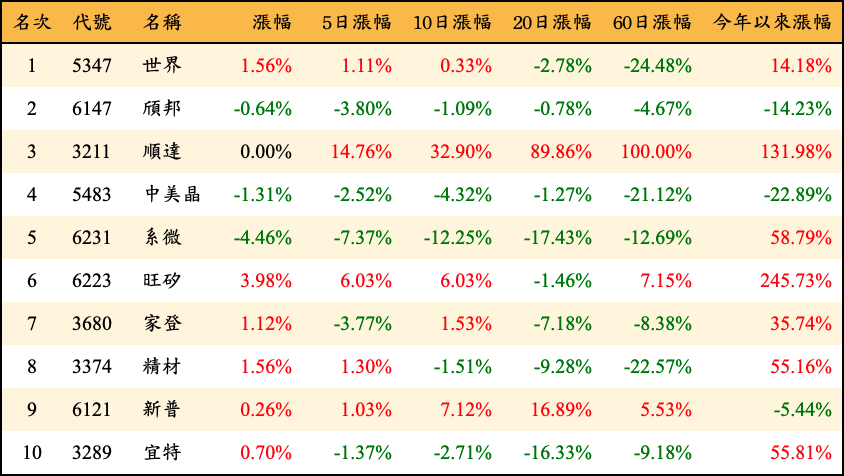 名次 代號 名稱 漲幅 5日漲幅 10日漲幅 20日漲幅 60日漲幅 今年以來漲幅
1 5347 世界 1.56% 1.11% 0.33% -2.78% -24.48% 14.18%
2 6147 頎邦 -0.64% -3.80% -1.09% -0.78% -4.67% -14.23%
3 3211 順達 0.00% 14.76% 32.90% 89.86% 100.00% 131.98%
4 5483 中美晶 -1.31% -2.52% -4.32% -1.27% -21.12% -22.89%
5 6231 系微 -4.46% -7.37% -12.25% -17.43% -12.69% 58.79%
6 6223 旺矽 3.98% 6.03% 6.03% -1.46% 7.15% 245.73%
7 3680 家登 1.12% -3.77% 1.53% -7.18% -8.38% 35.74%
8 3374 精材 1.56% 1.30% -1.51% -9.28% -22.57% 55.16%
9 6121 新普 0.26% 1.03% 7.12% 16.89% 5.53% -5.44%
10 3289 宜特 0.70% -1.37% -2.71% -16.33% -9.18% 55.81%